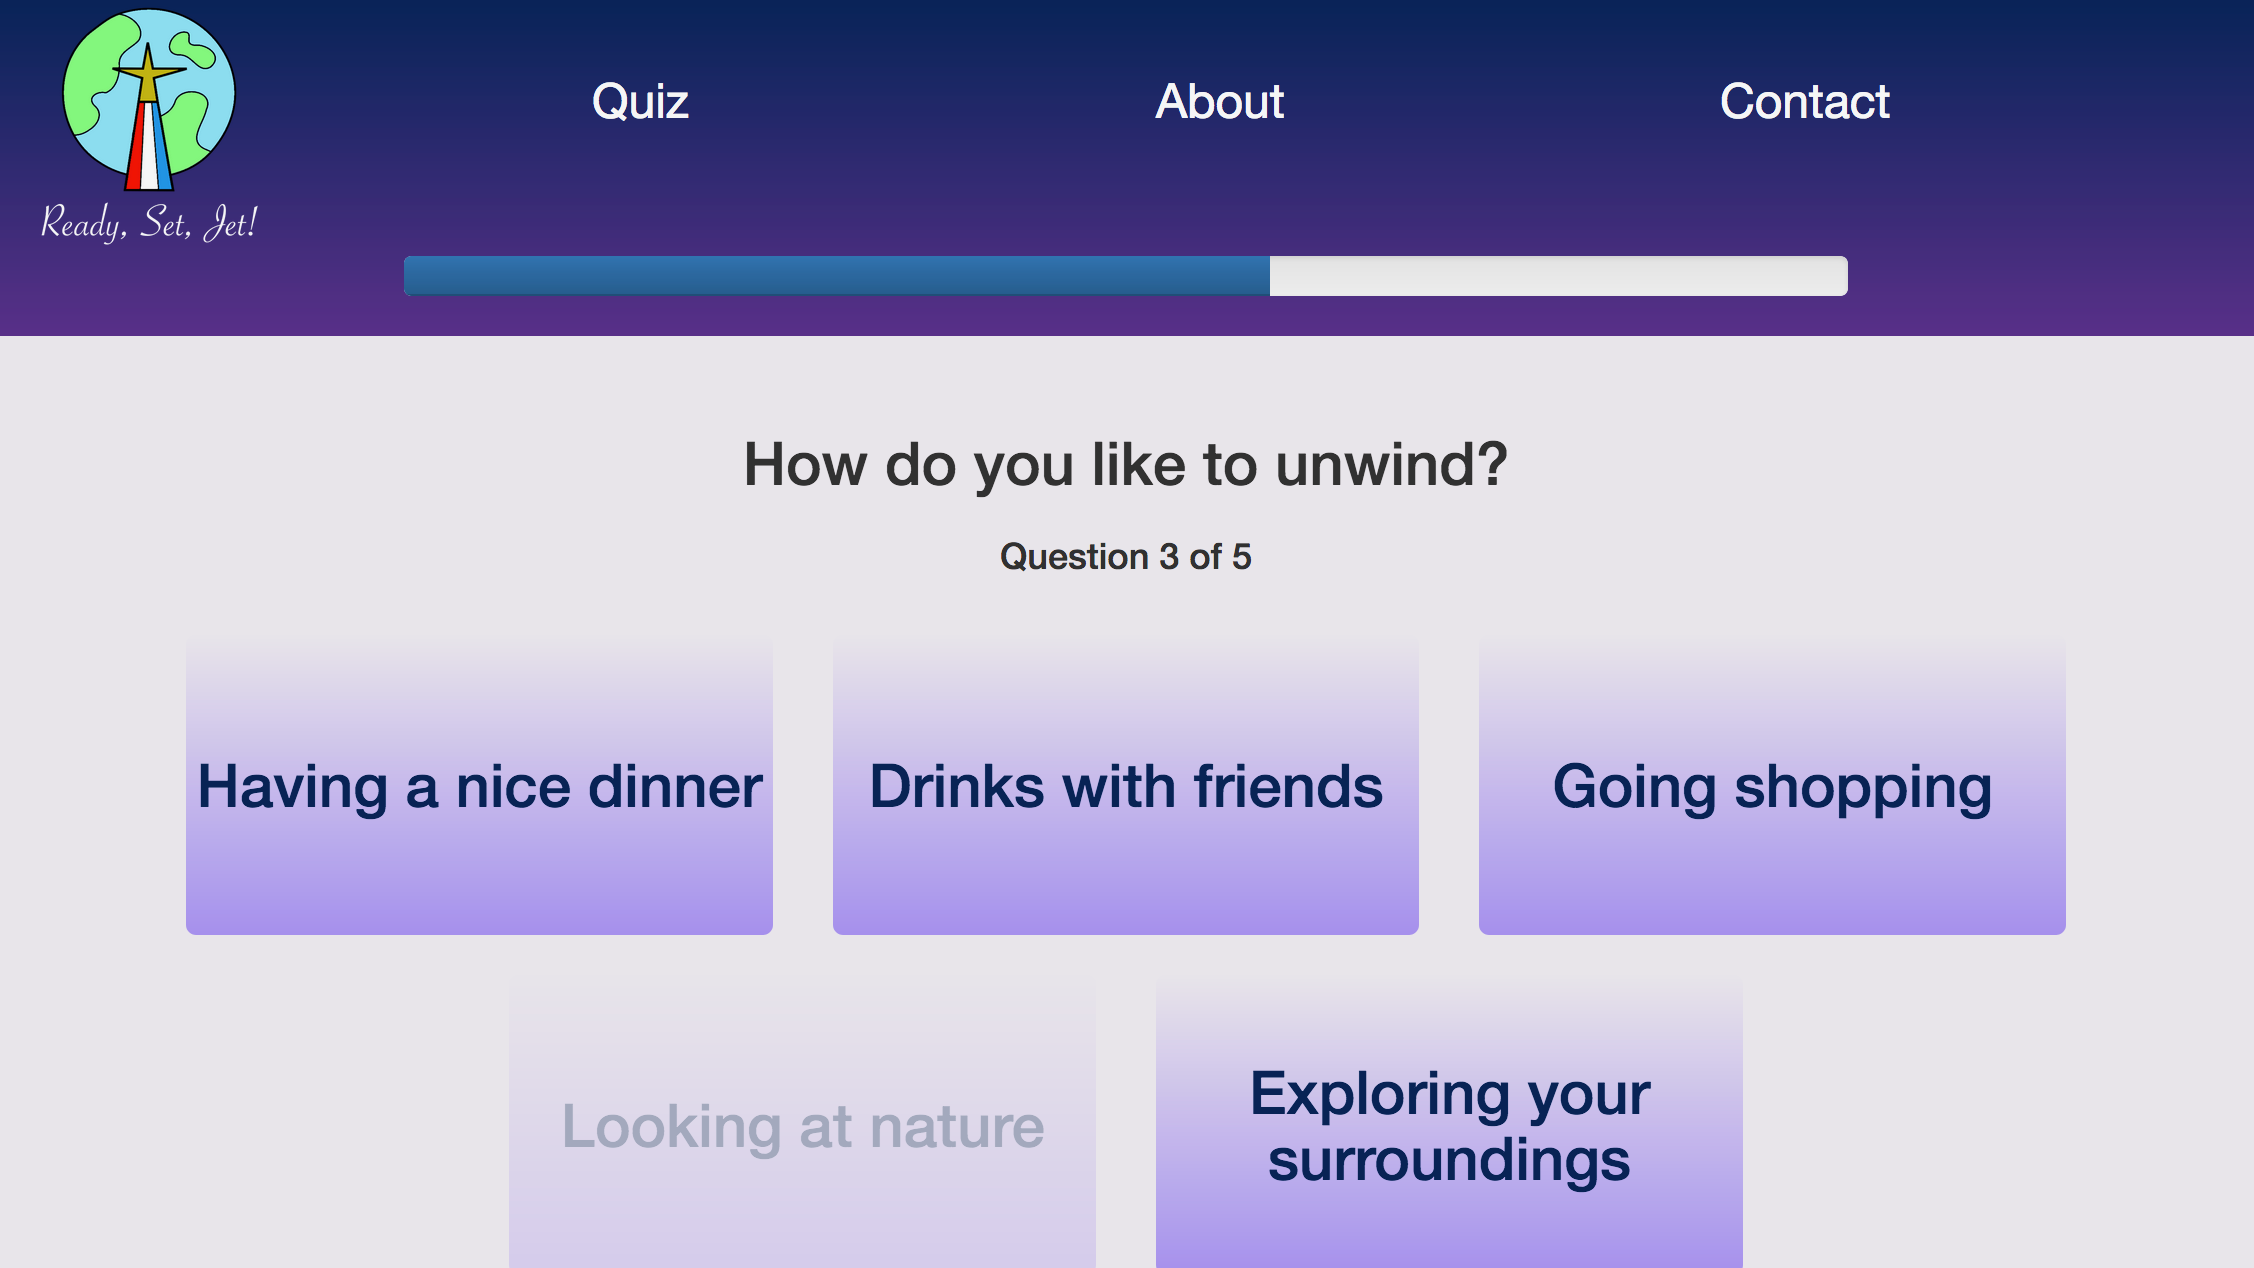 Quiz
About
Contact
Ready, Set, Jet!
How do you like to unwind?
Question 3 of 5
Having a nice dinner
Drinks with friends
Going shopping
Looking at nature
Exploring your
surroundings